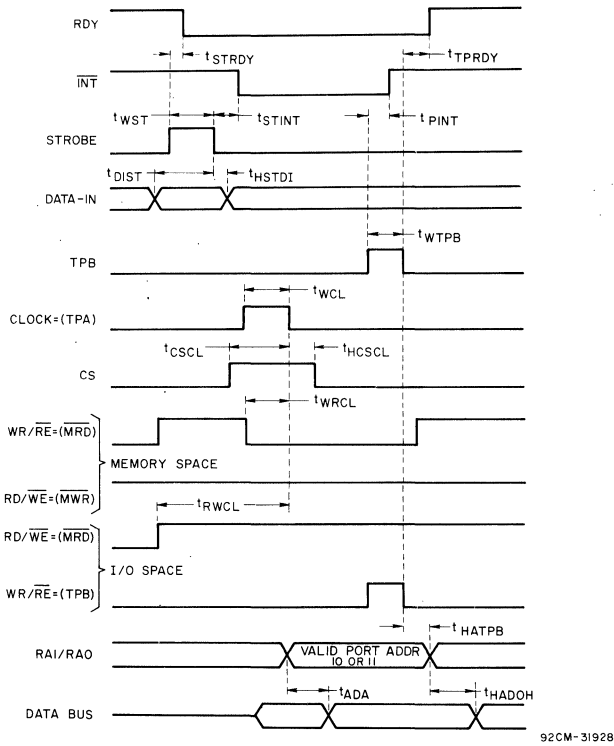 RDY
tSTRDY
tTPRDY
INT
tWST
tSTINT
tPINT
STROBE
tDIST
tHSTDI
DATA-IN
tWTPB
TPB
tWCL
CLOCK=(TPA)
tCSCL
tHCSCL
CS
tWRCL
WR/RE=(MRD)
MEMORY SPACE
RD/WE=(MWR)
tRWCL
RD/WE=(MRD)
I/O SPACE
WR/RE=(TPB)
tHATPB
RA1/RA0
VALID PORT ADDR
10 OR 11
tADA
tHADOH
DATA BUS
92CM-31928